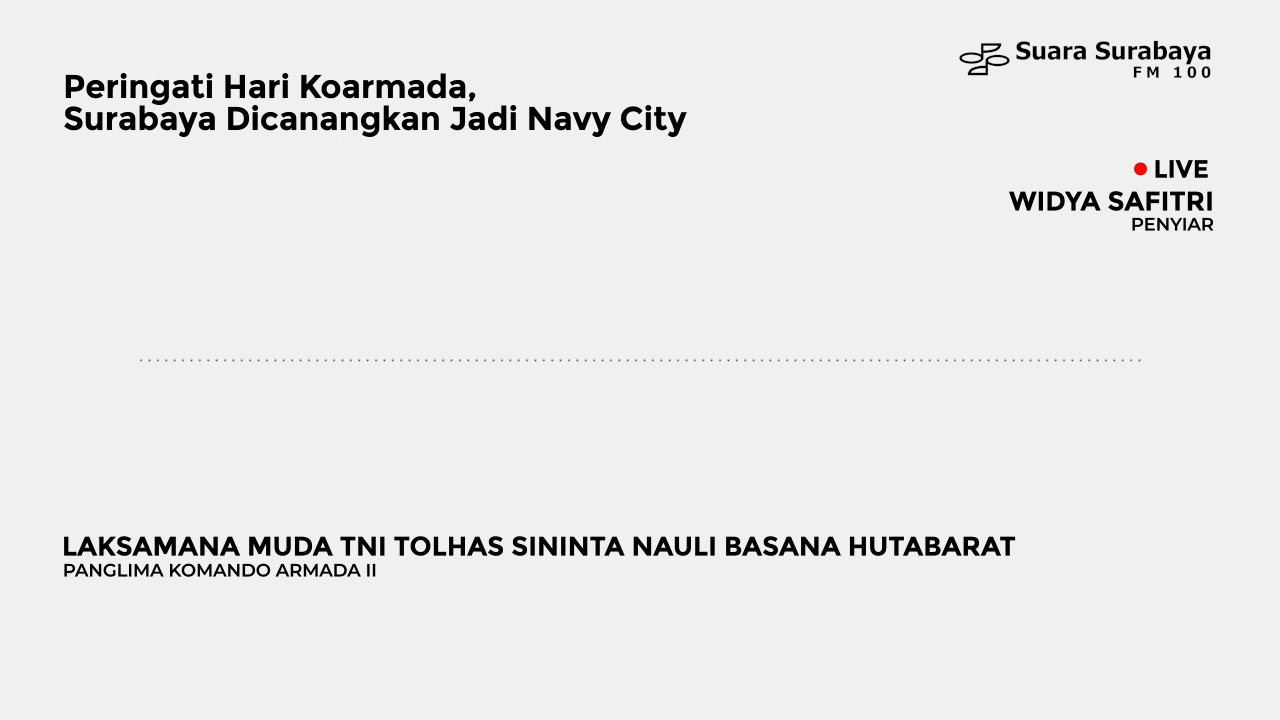 Suara Surabaya
FM 100
Peringati Hari Koarmada,
Surabaya Dicanangkan Jadi Navy City
LIVE
WIDYA SAFITRI
PENYIAR
LAKSAMANA MUDA TNI TOLHAS SININTA NAULI BASANA HUTABARAT
PANGLIMA KOMANDO ARMADA II